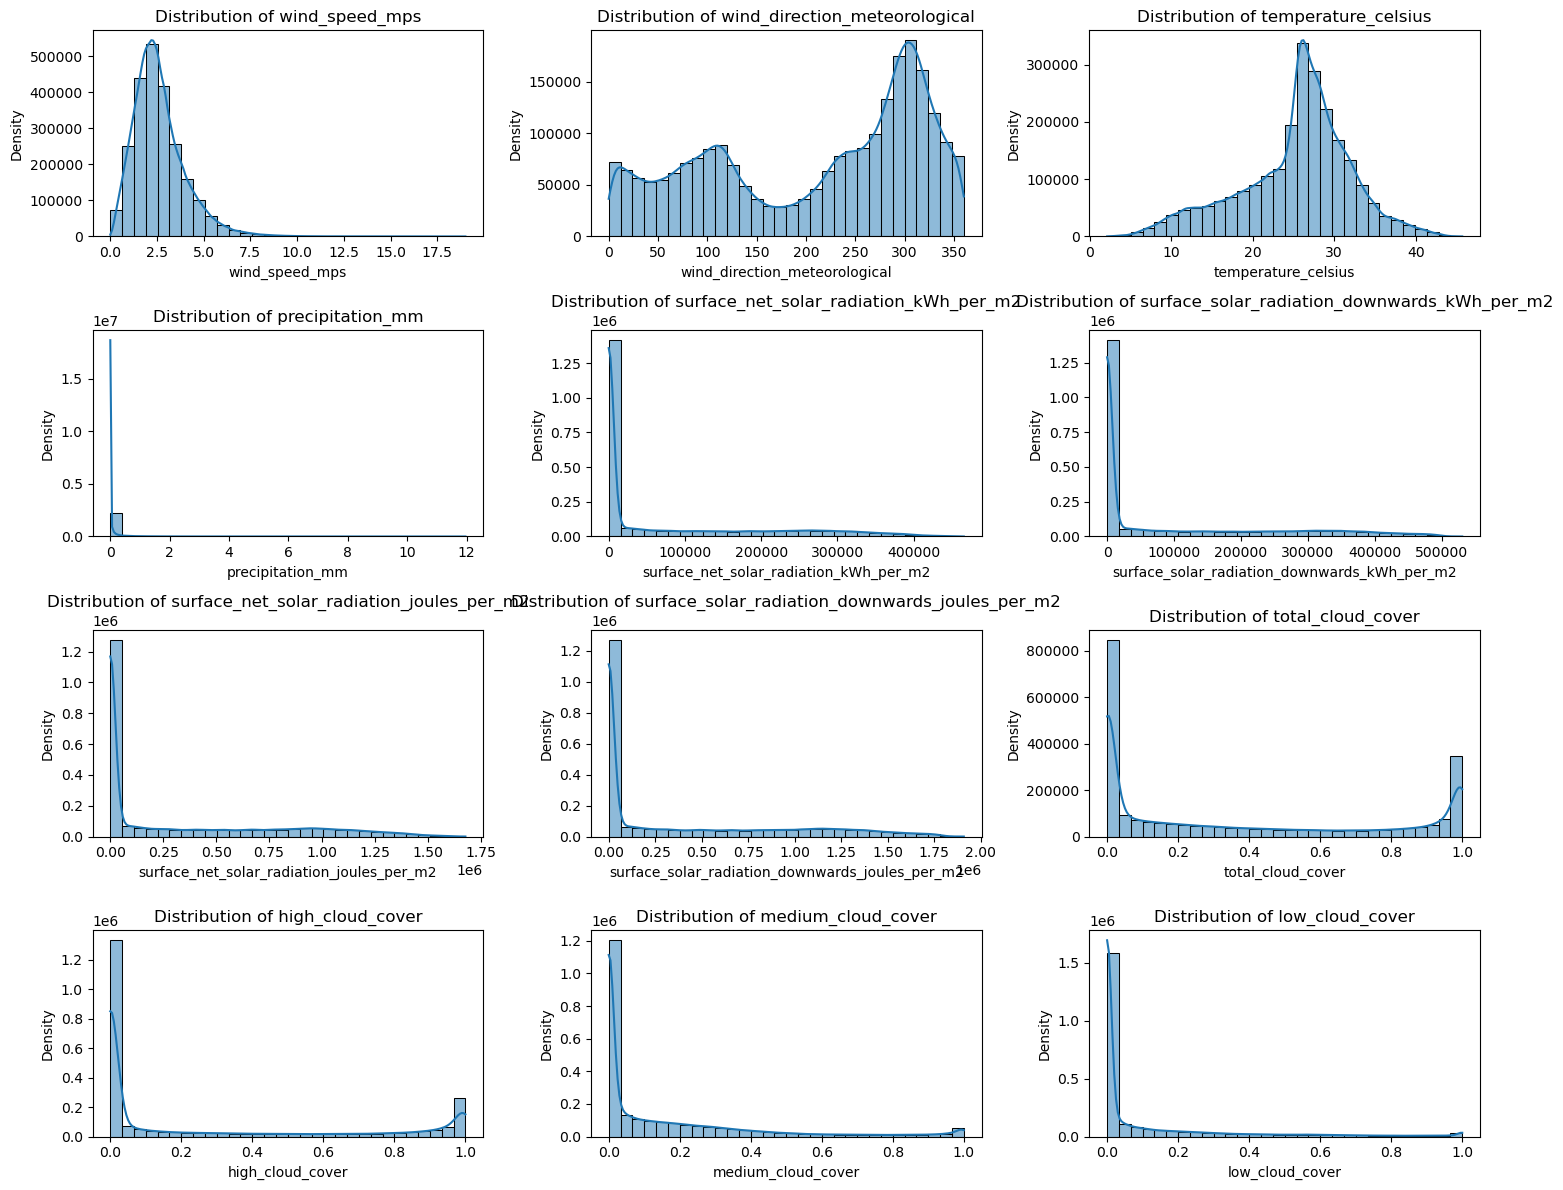 Distribution of wind_speed_mps
Density
500000
400000
300000
200000
100000
0
0.0 2.5 5.0 7.5 10.0 12.5 15.0 17.5
wind_speed_mps
Distribution of wind_direction_meteorological
Density
150000
100000
50000
0
0 50 100 150 200 250 300 350
wind_direction_meteorological
Distribution of temperature_celsius
Density
300000
200000
100000
0
0 10 20 30 40
temperature_celsius
Distribution of precipitation_mm
1e7
Density
1.5
1.0
0.5
0.0
0 2 4 6 8 10 12
precipitation_mm
Distribution of surface_net_solar_radiation_kWh_per_m2
1e6
Density
1.25
1.00
0.75
0.50
0.25
0.00
0 100000 200000 300000 400000
surface_net_solar_radiation_kWh_per_m2
Distribution of surface_solar_radiation_downwards_kWh_per_m2
1e6
Density
1.25
1.00
0.75
0.50
0.25
0.00
0 100000 200000 300000 400000 500000
surface_solar_radiation_downwards_kWh_per_m2
Distribution of surface_net_solar_radiation_joules_per_m2
1e6
Density
1.2
1.0
0.8
0.6
0.4
0.2
0.0
0.00 0.25 0.50 0.75 1.00 1.25 1.50 1.75
surface_net_solar_radiation_joules_per_m2
1e6
Distribution of surface_solar_radiation_downwards_joules_per_m2
1e6
Density
1.2
1.0
0.8
0.6
0.4
0.2
0.0
0.00 0.25 0.50 0.75 1.00 1.25 1.50 1.75 2.00
surface_solar_radiation_downwards_joules_per_m2
1e6
Distribution of total_cloud_cover
Density
800000
600000
400000
200000
0
0.0 0.2 0.4 0.6 0.8 1.0
total_cloud_cover
Distribution of high_cloud_cover
1e6
Density
1.2
1.0
0.8
0.6
0.4
0.2
0.0
0.0 0.2 0.4 0.6 0.8 1.0
high_cloud_cover
Distribution of medium_cloud_cover
1e6
Density
1.2
1.0
0.8
0.6
0.4
0.2
0.0
0.0 0.2 0.4 0.6 0.8 1.0
medium_cloud_cover
Distribution of low_cloud_cover
1e6
Density
1.5
1.0
0.5
0.0
0.0 0.2 0.4 0.6 0.8 1.0
low_cloud_cover